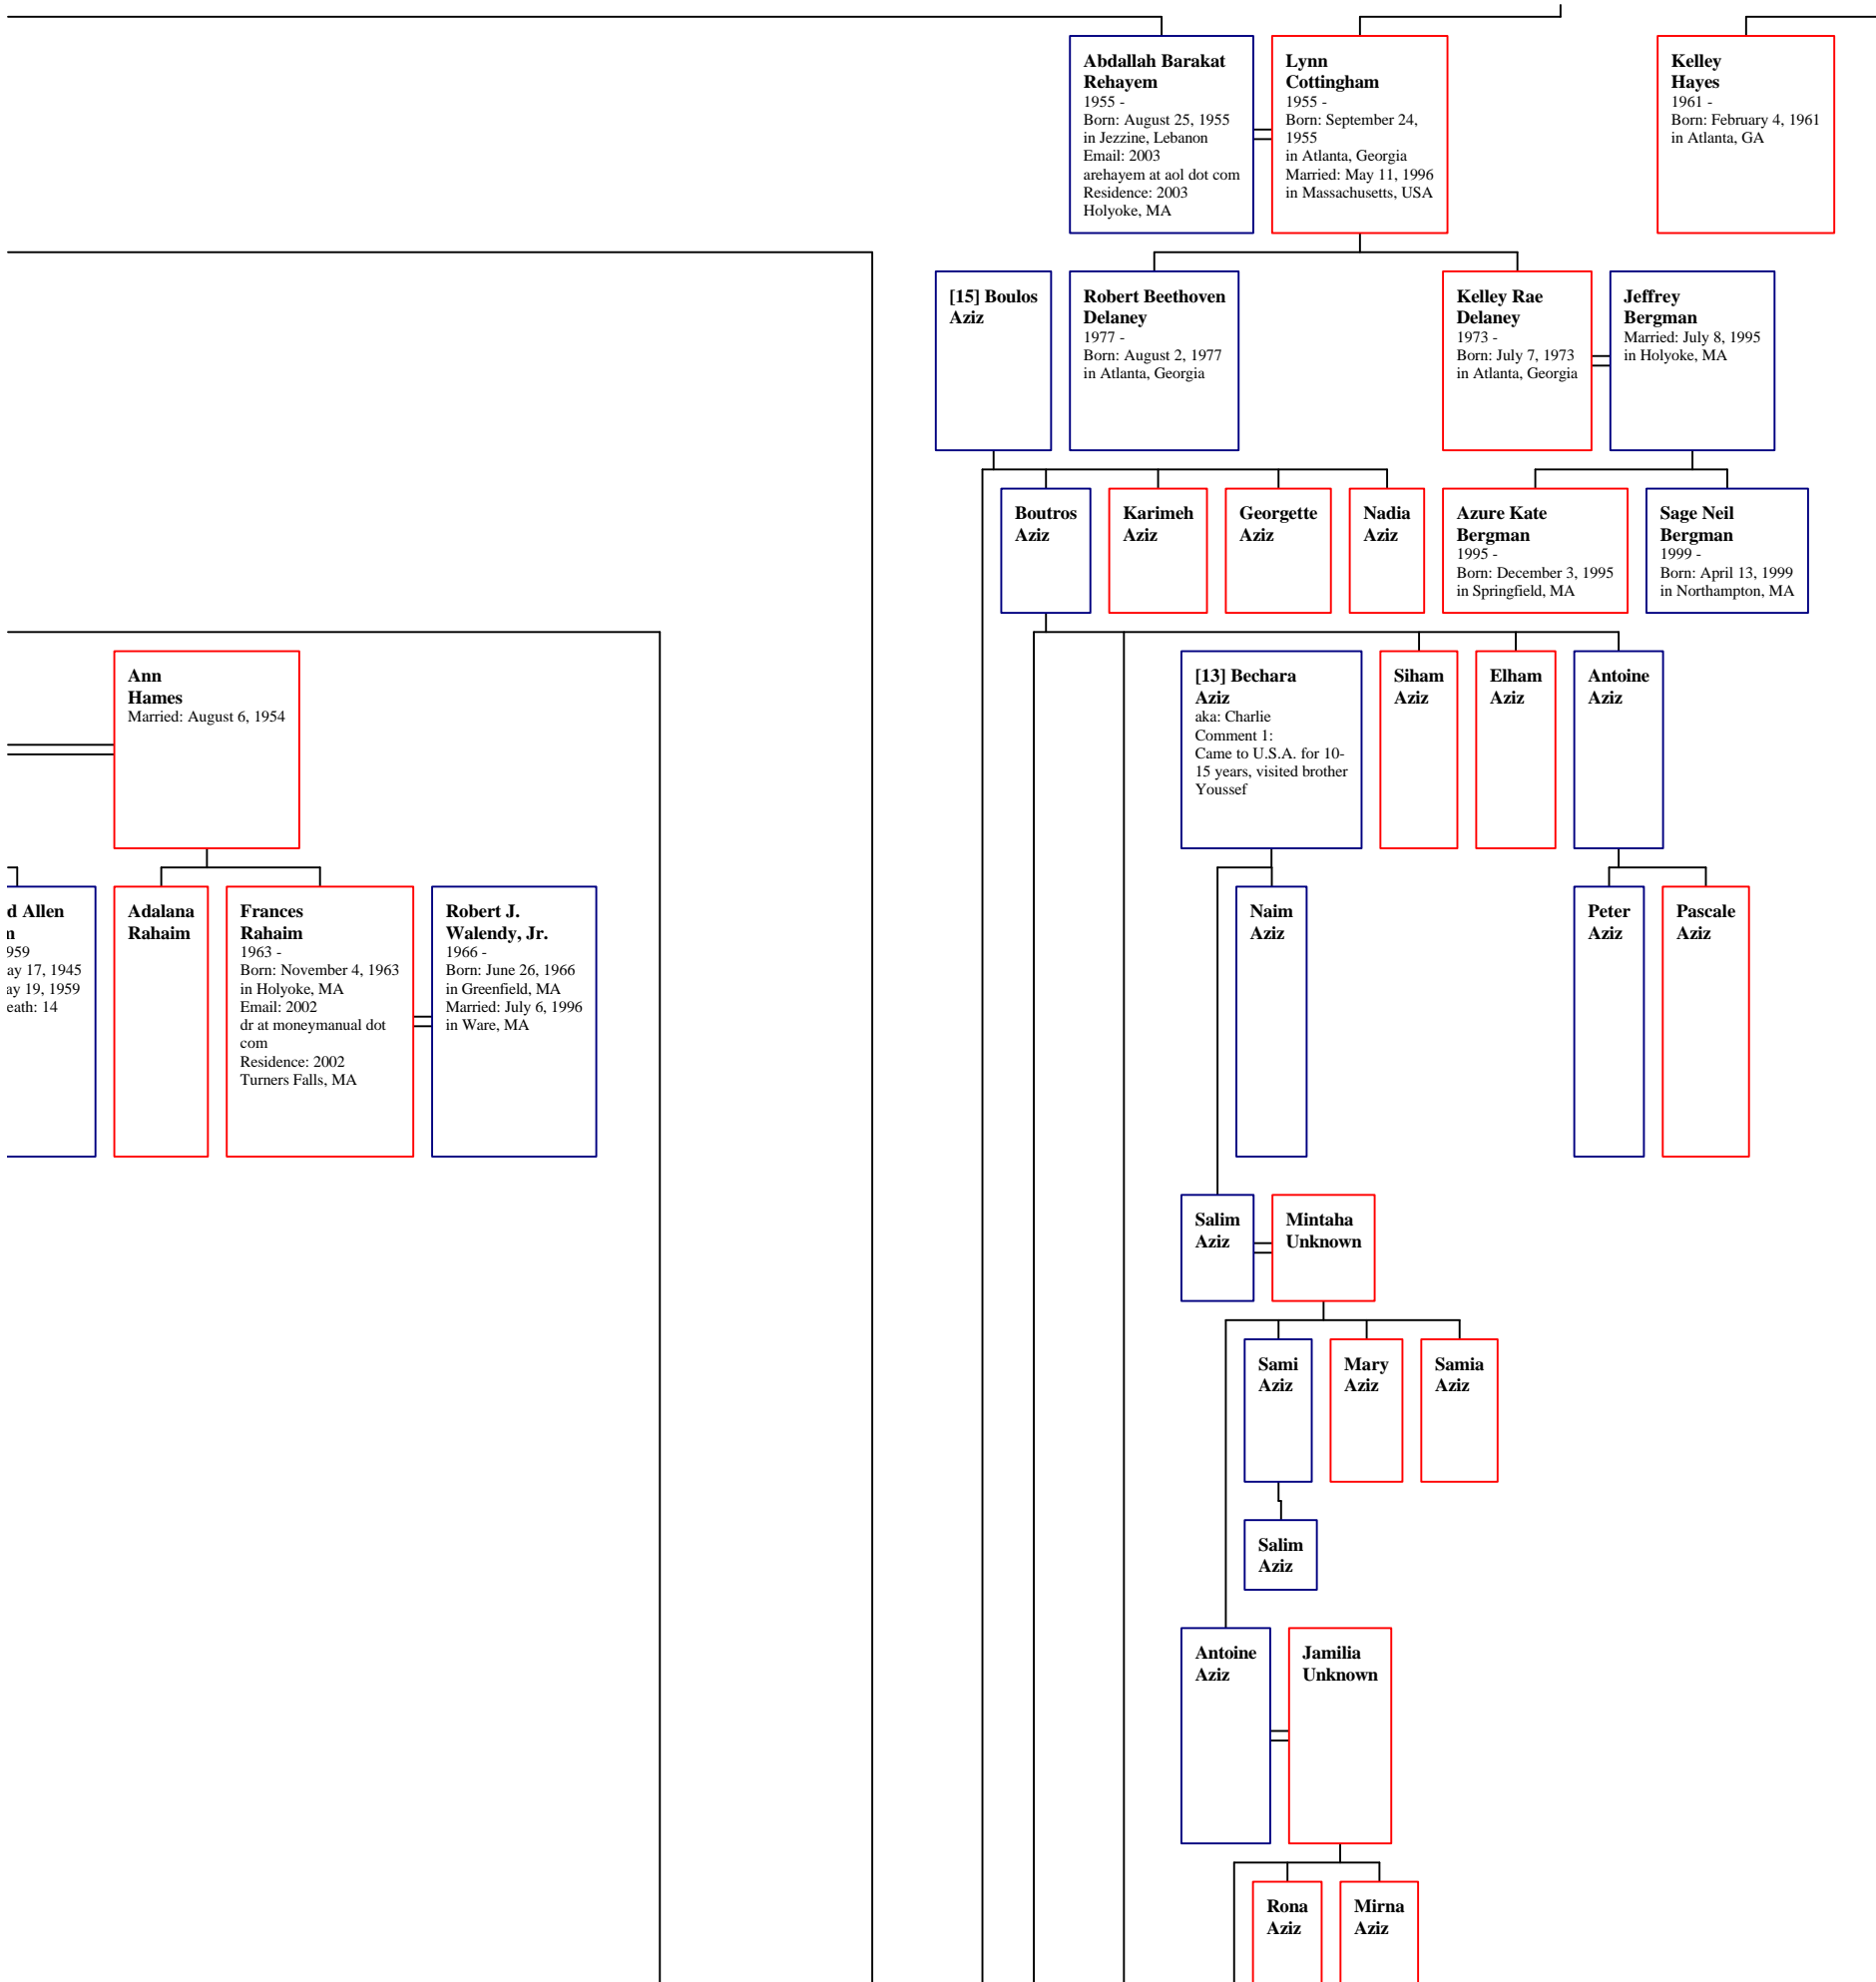 Abdallah Barakat
Rehayem
1955 -
Born: August 25, 1955
in Jezzine, Lebanon
Email: 2003
arehayem at aol dot com
Residence: 2003
Holyoke, MA
Lynn
Cottingham
1955 -
Born: September 24,
1955
in Atlanta, Georgia
Married: May 11, 1996
in Massachusetts, USA
Kelley
Hayes
1961 -
Born: February 4, 1961
in Atlanta, GA
[15] Boulos
Aziz
Robert Beethoven
Delaney
1977 -
Born: August 2, 1977
in Atlanta, Georgia
Kelley Rae
Delaney
1973 -
Born: July 7, 1973
in Atlanta, Georgia
Jeffrey
Bergman
Married: July 8, 1995
in Holyoke, MA
Boutros
Aziz
Karimeh
Aziz
Georgette
Aziz
Nadia
Aziz
Azure Kate
Bergman
1995 -
Born: December 3, 1995
in Springfield, MA
Sage Neil
Bergman
1999 -
Born: April 13, 1999
in Northampton, MA
Ann
Hames
Married: August 6, 1954
[13] Bechara
Aziz
aka: Charlie
Comment 1:
Came to U.S.A. for 10-
15 years, visited brother
Youssef
Siham
Aziz
Elham
Aziz
Antoine
Aziz
d Allen
959
ay 17, 1945
ay 19, 1959
eath: 14
Adalana
Rahaim
Frances
Rahaim
1963 -
Born: November 4, 1963
in Holyoke, MA
Email: 2002
dr at moneymanual dot
com
Residence: 2002
Turners Falls, MA
Robert J.
Walendy, Jr.
1966 -
Born: June 26, 1966
in Greenfield, MA
Married: July 6, 1996
in Ware, MA
Naim
Aziz
Peter
Aziz
Pascale
Aziz
Salim
Aziz
Mintaha
Unknown
Sami
Aziz
Mary
Aziz
Samia
Aziz
Salim
Aziz
Antoine
Aziz
Jamilia
Unknown
Rona
Aziz
Mirna
Aziz